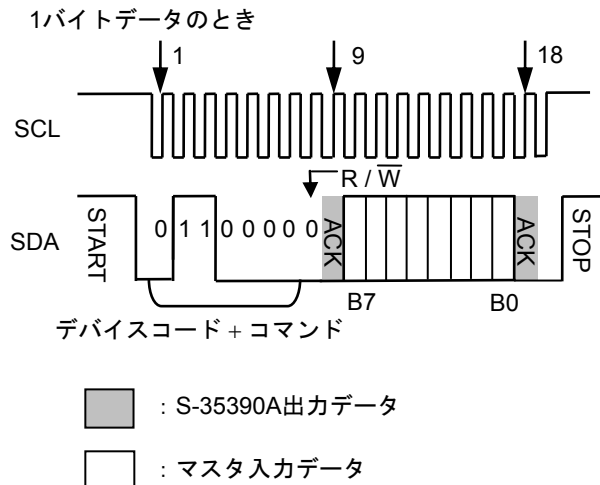 1バイトデータのとき
1 9 18
SCL
R / W
SDA START 0 1 1 0 0 0 0 0 ACK ACK STOP
B7 B0
デバイスコード + コマンド
: S-35390A出力データ
: マスタ入力データ